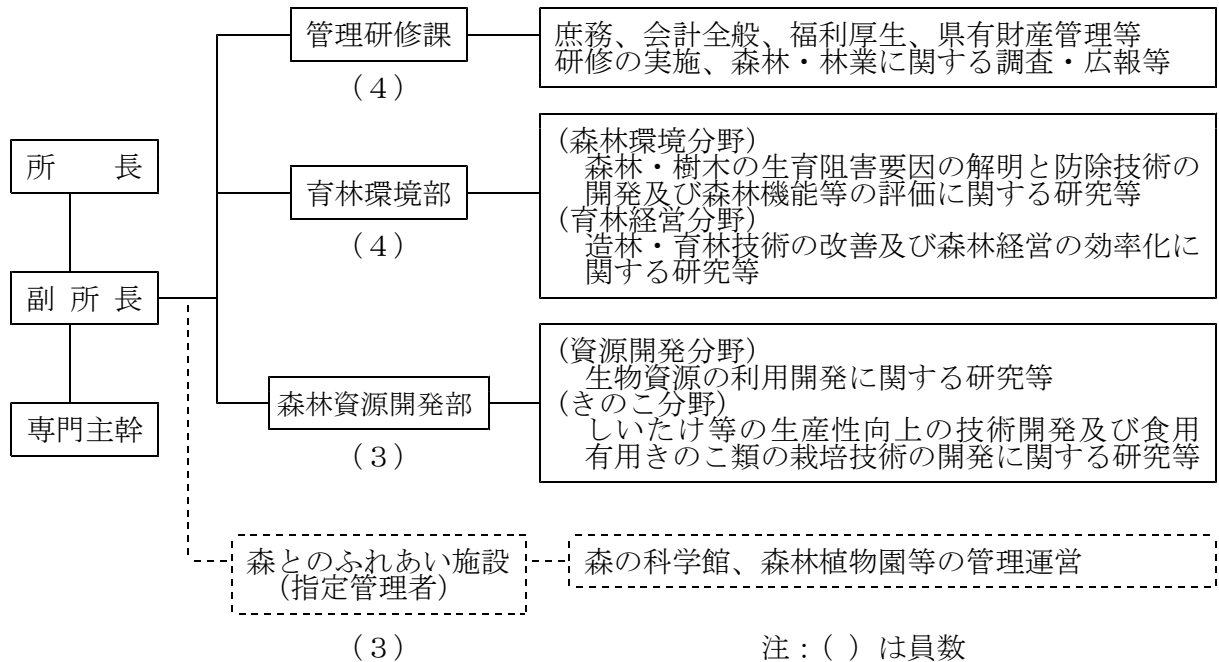 所　　長
副 所 長
専門主幹
管理研修課
（４）
庶務、会計全般、福利厚生、県有財産管理等
研修の実施、森林・林業に関する調査・広報等
育林環境部
（４）
(森林環境分野)
森林・樹木の生育阻害要因の解明と防除技術の
開発及び森林機能等の評価に関する研究等
(育林経営分野)
造林・育林技術の改善及び森林経営の効率化に
関する研究等
森林資源開発部
（３）
(資源開発分野)
生物資源の利用開発に関する研究等
(きのこ分野)
しいたけ等の生産性向上の技術開発及び食用
有用きのこ類の栽培技術の開発に関する研究等
森とのふれあい施設
(指定管理者)
（３）
森の科学館、森林植物園等の管理運営
注：( ) は員数